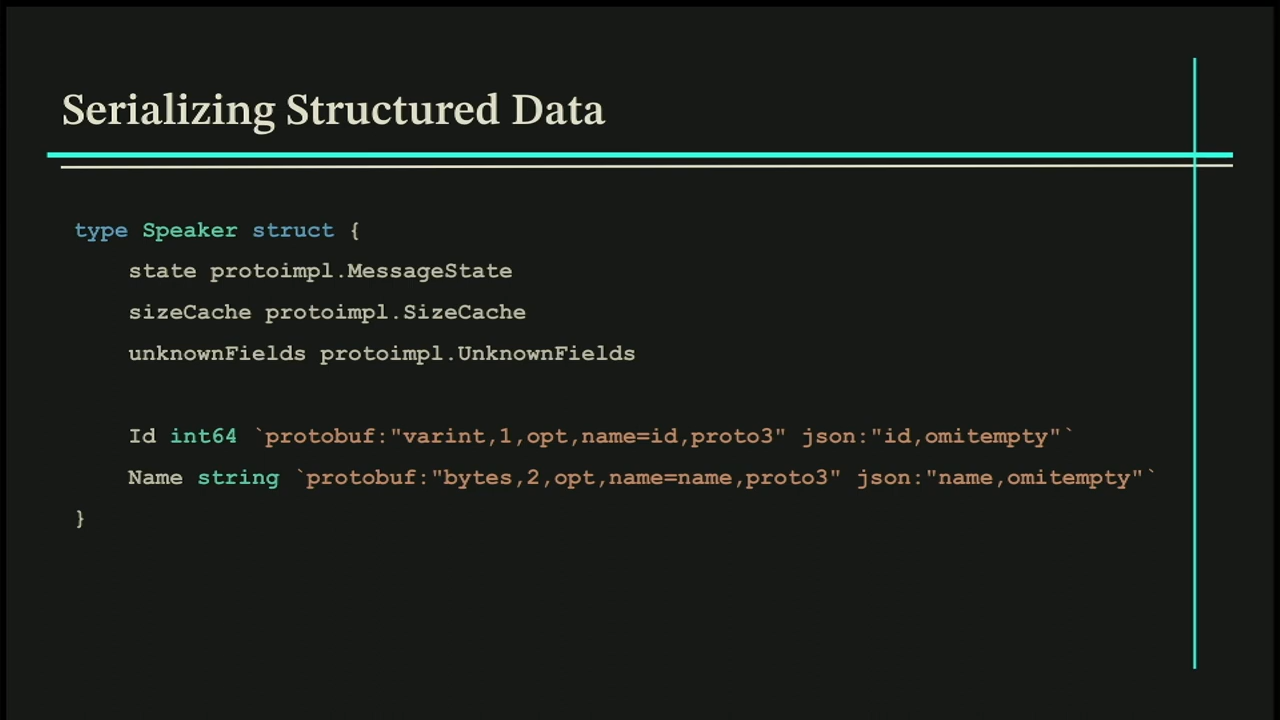 Serializing Structured Data
type Speaker struct {
state protoimpl.MessageState
sizeCache protoimpl.SizeCache
unknownFields protoimpl.UnknownFields
Id int64 `protobuf:"varint,1,opt,name=id,proto3" json:"id,omitempty"`
Name string `protobuf:"bytes,2,opt,name=name,proto3" json:"name,omitempty"`
}